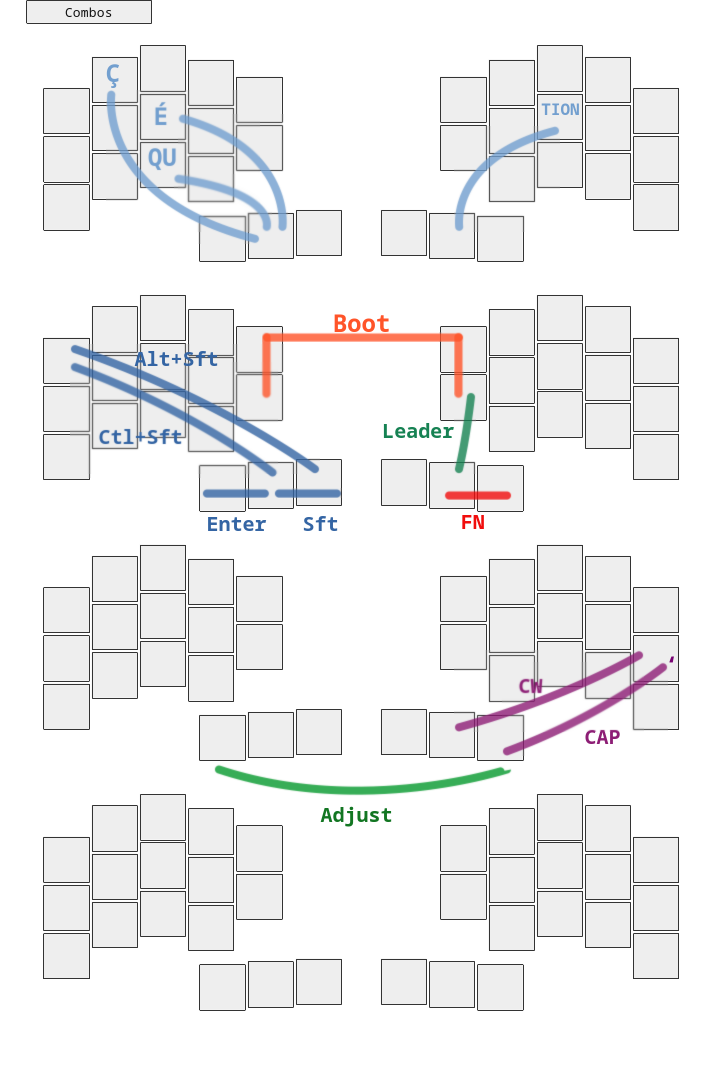 Combos
Ç
É
TION
QU
Boot
Alt+Sft
Leader
Ctl+Sft
Enter
Sft
FN
‘
CW
CAP
Adjust